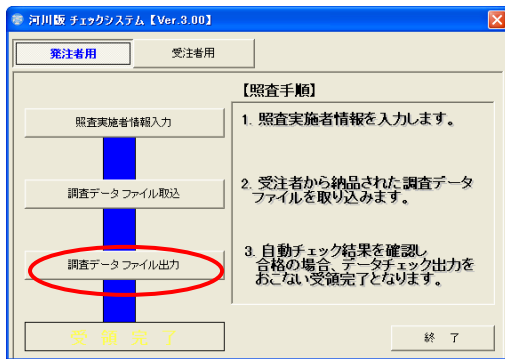 河川版 チェックシステム【Ver.3.00】
発注者用
受注者用
【照査手順】
照査実施者情報入力
1. 照査実施者情報を入力します。
調査データファイル取込
2. 受注者から納品された調査データ
ファイルを取り込みます。
調査データファイル出力
3. 自動チェック結果を確認し
合格の場合、データチェック出力を
おこない受領完了となります。
受 領 完 了
終 了